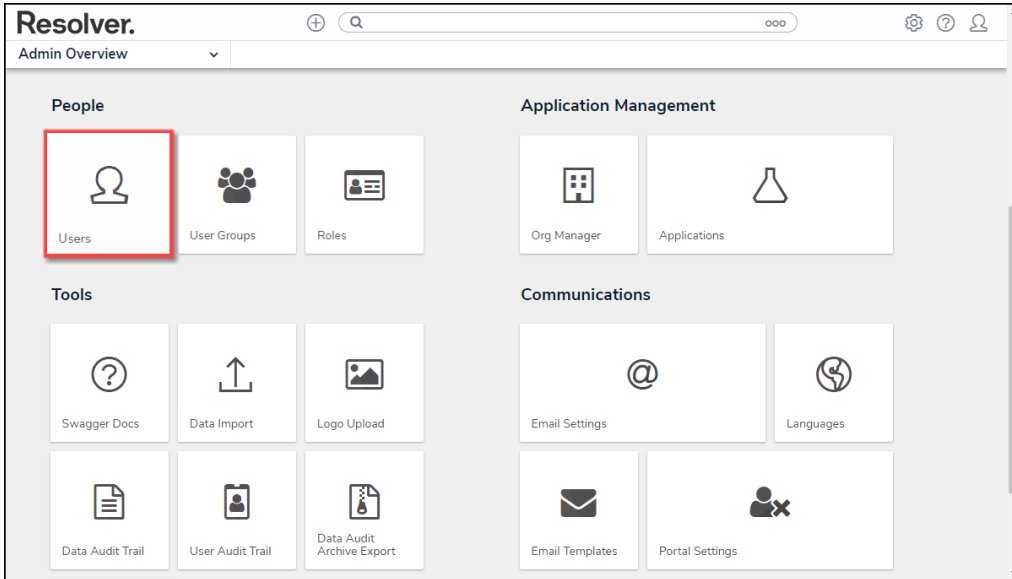 Resolver.
Admin Overview
People
Application Management
Users
User Groups
Roles
Org Manager
Applications
Tools
Communications
Swagger Docs
Data Import
Logo Upload
Email Settings
Languages
Data Audit Trail
User Audit Trail
Data Audit
Archive Export
Email Templates
Portal Settings